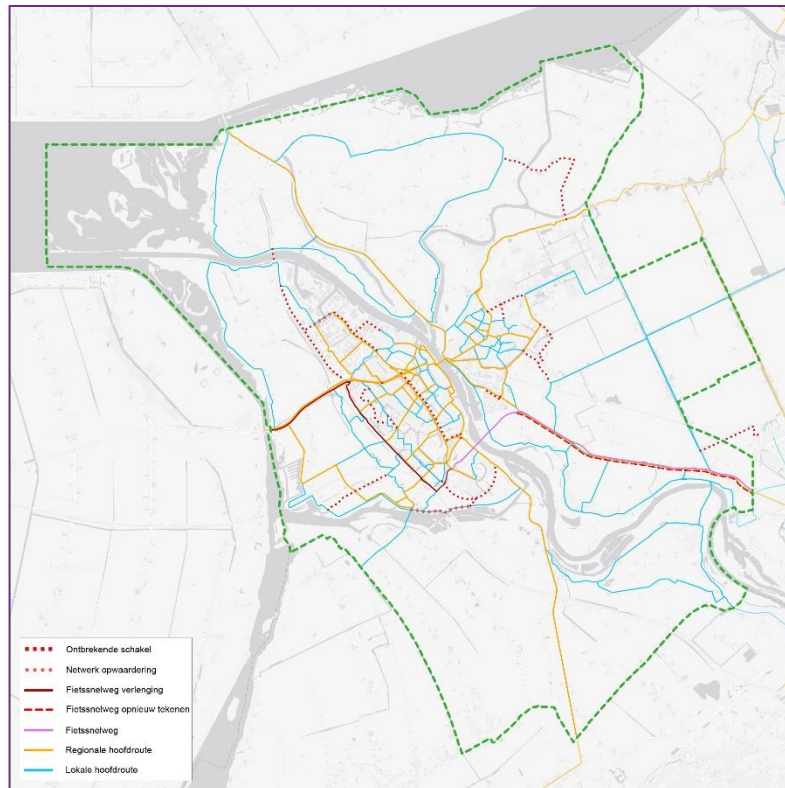 Ontbrekende schakel
Netwerk opwaardering
Fietssnelweg verlenging
Fietssnelweg opnieuw tekenen
Fietssnelweg
Regionale hoofdroute
Lokale hoofdroute